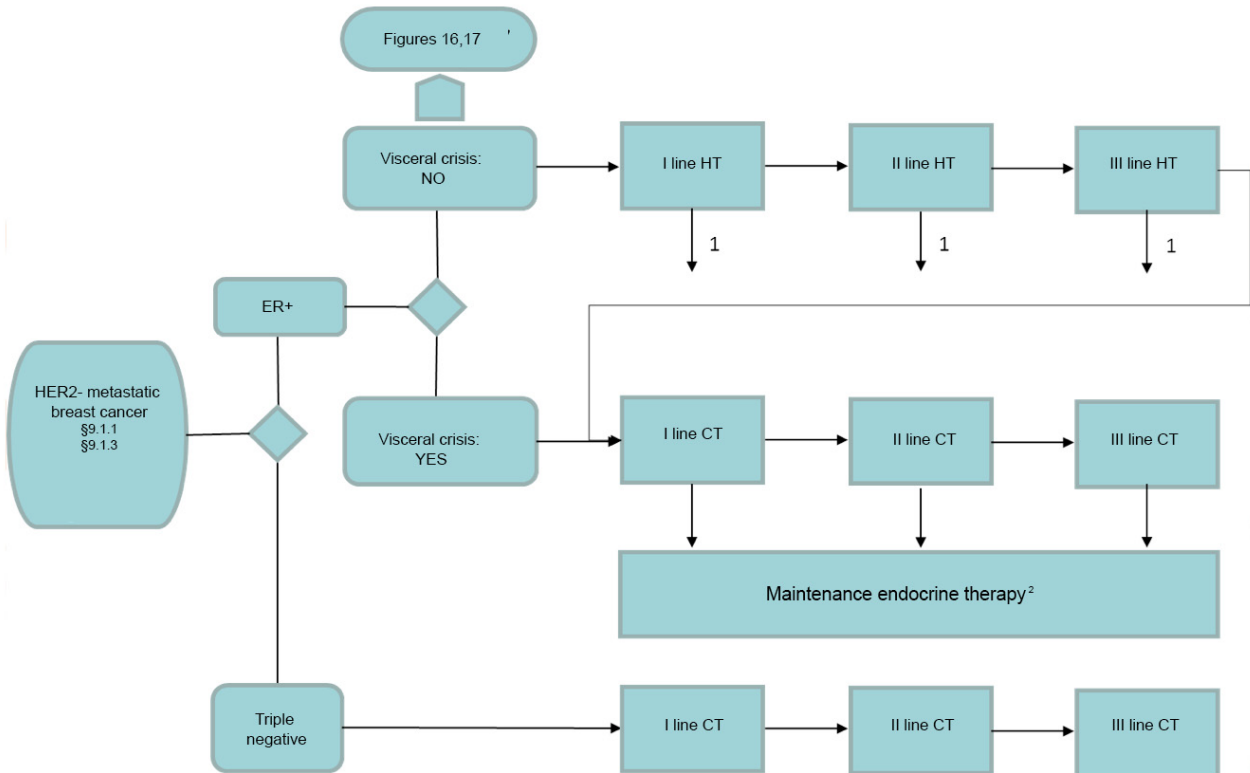 Figures 16,17 '
Visceral crisis:
NO
I line HT
II line HT
III line HT
1
1
1
ER+
HER2- metastatic
breast cancer
§9.1.1
§9.1.3
Visceral crisis:
YES
I line CT
II line CT
III line CT
Maintenance endocrine therapy²
Triple
negative
I line CT
II line CT
III line CT